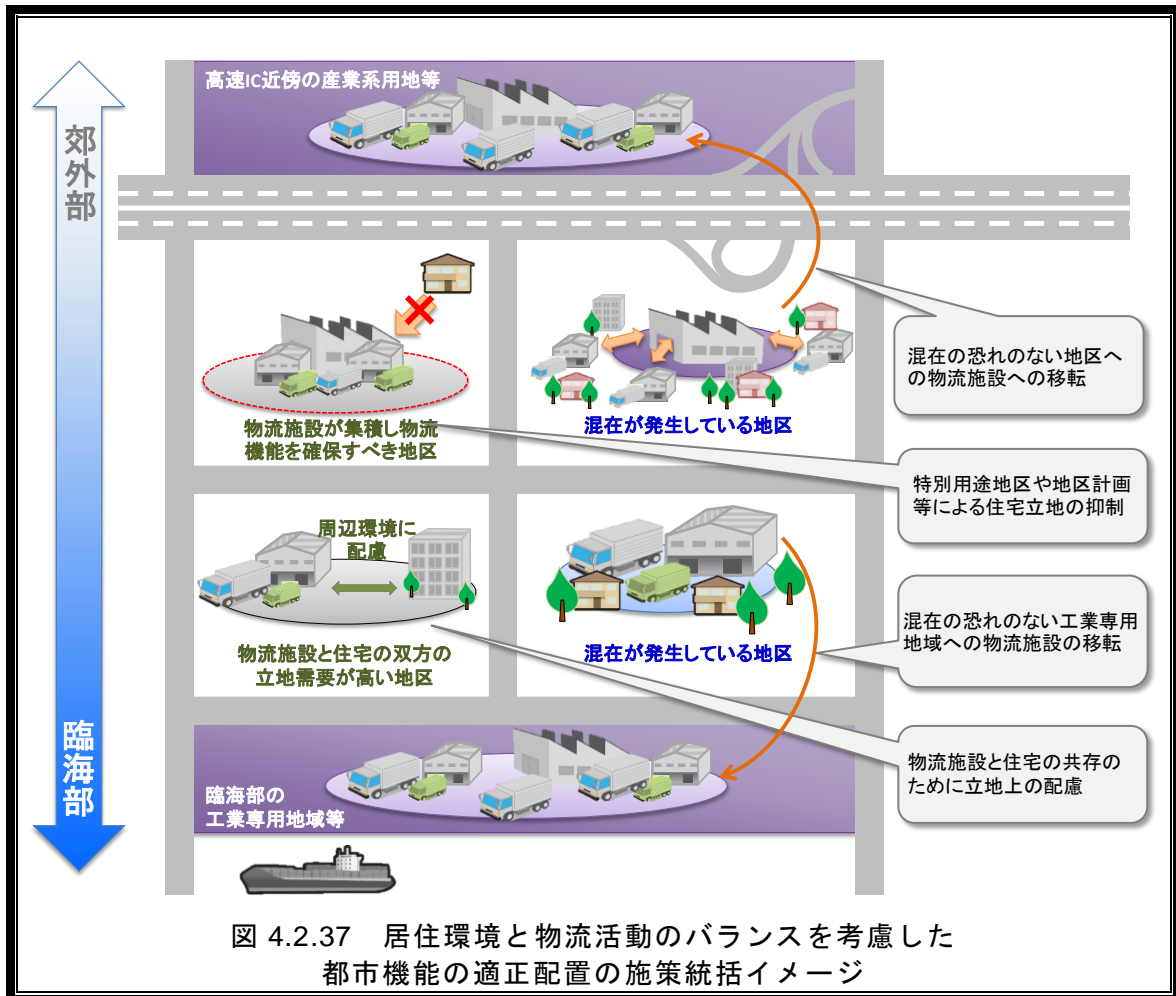 高速IC近傍の産業系用地等
郊外部
混在の恐れのない地区へ
の物流施設への移転
物流施設が集積し物流
機能を確保すべき地区
混在が発生している地区
特別用途地区や地区計画
等による住宅立地の抑制
周辺環境に
配慮
物流施設と住宅の双方の
立地需要が高い地区
混在が発生している地区
混在の恐れのない工業専用
地域への物流施設の移転
臨海部
臨海部の
工業専用地域等
物流施設と住宅の共存の
ために立地上の配慮
図 4.2.37 居住環境と物流活動のバランスを考慮した
都市機能の適正配置の施策統括イメージ